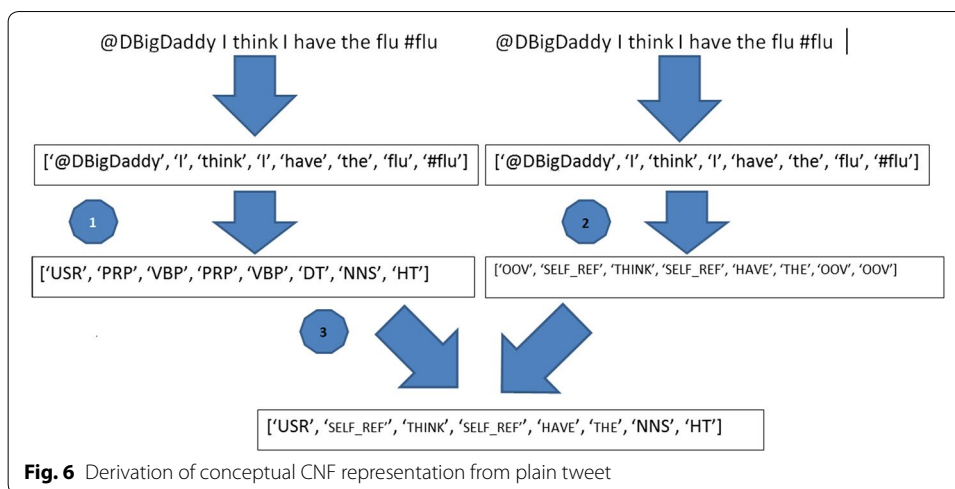 @DBigDaddy I think I have the flu #flu
@DBigDaddy I think I have the flu #flu
[‘@DBigDaddy’, ‘I’, ‘think’, ‘I’, ‘have’, ‘the’, ‘flu’, ‘#flu’]
[‘@DBigDaddy’, ‘I’, ‘think’, ‘I’, ‘have’, ‘the’, ‘flu’, ‘#flu’]
1
2
[‘USR’, ‘PRP’, ‘VBP’, ‘PRP’, ‘VBP’, ‘DT’, ‘NNS’, ‘HT’]
[‘OOV’, ‘SELF_REF’, ‘THINK’, ‘SELF_REF’, ‘HAVE’, ‘THE’, ‘OOV’, ‘OOV’]
3
[‘USR’, ‘SELF_REF’’, ‘THINK’, ‘SELF_REF’’, ‘HAVE’, ‘THE’, ‘NNS’, ‘HT’]
Fig. 6 Derivation of conceptual CNF representation from plain tweet